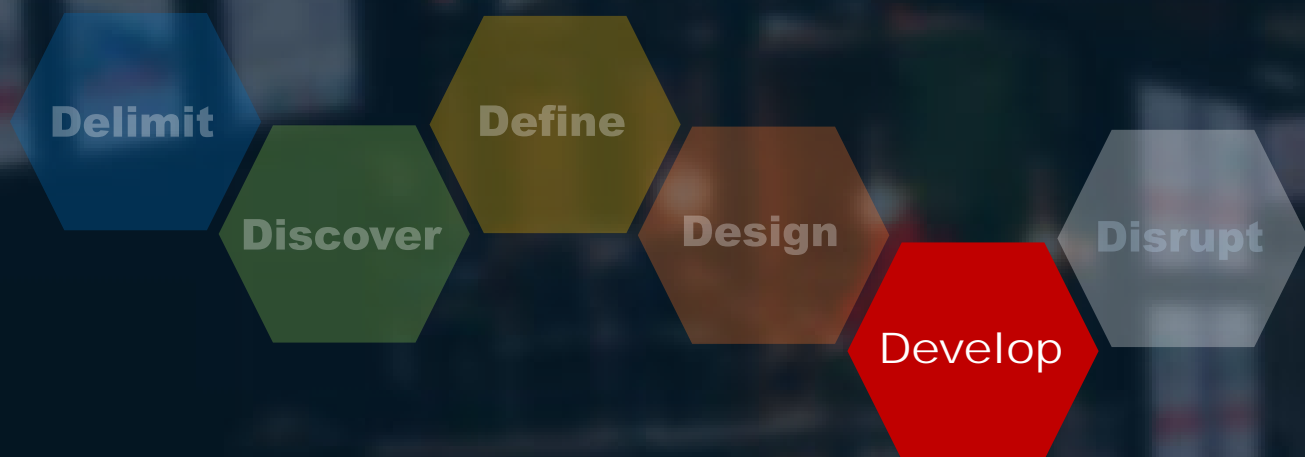 Delimit
Discover
Define
Design
Develop
Disrupt